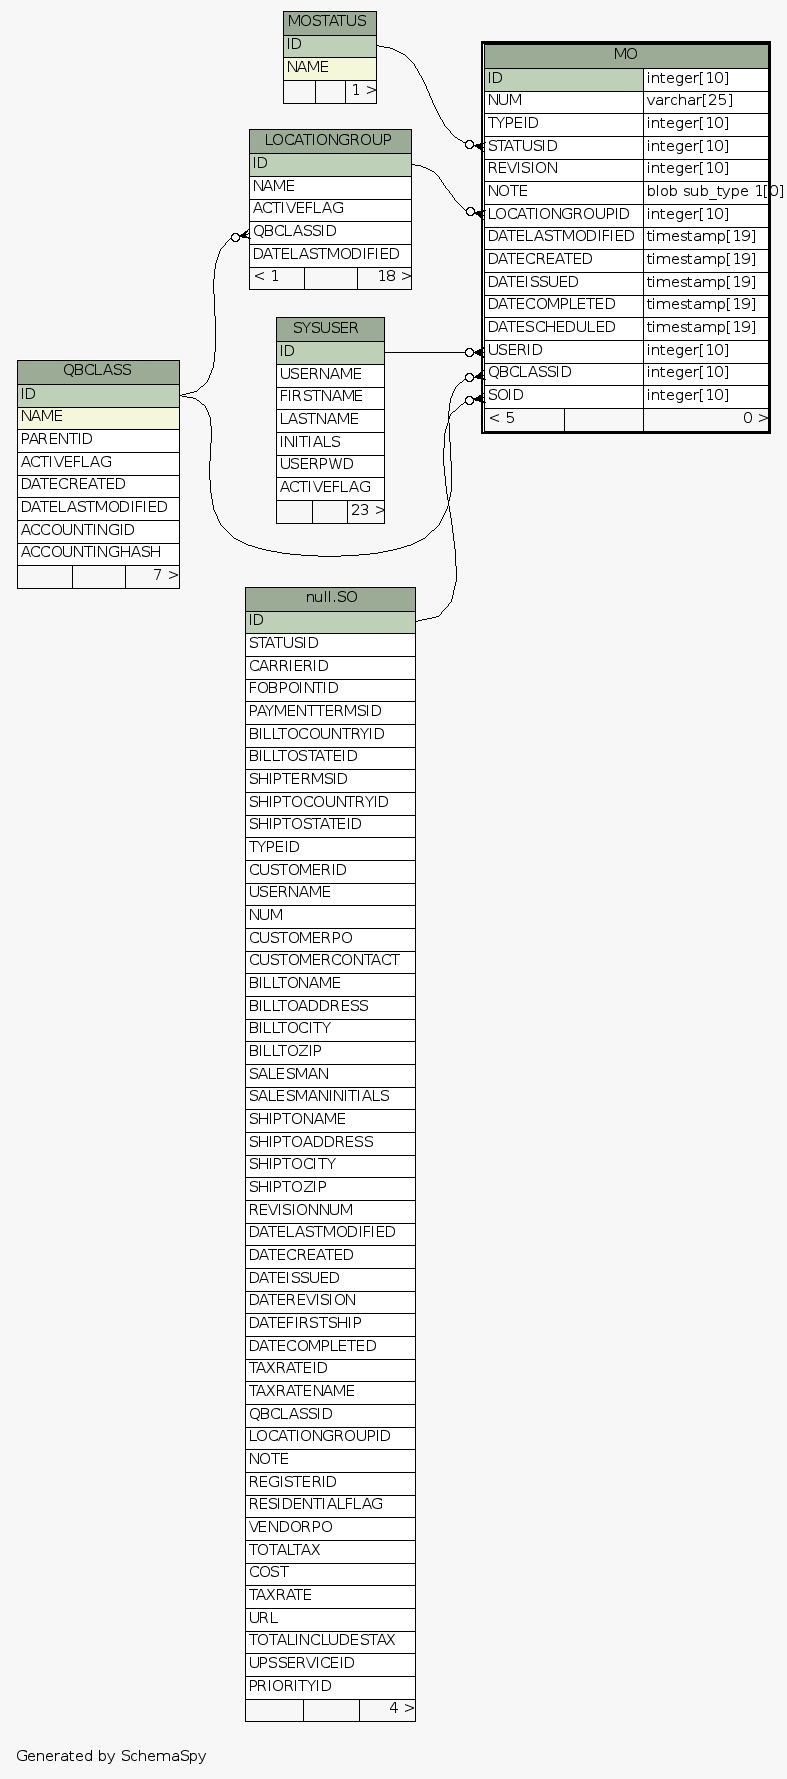 MOSTATUS
ID
NAME
1 >
LOCATIONGROUP
ID
NAME
ACTIVEFLAG
QBCLASSID
DATELASTMODIFIED
< 1 18 >
MO
ID integer[10]
NUM varchar[25]
TYPEID integer[10]
STATUSID integer[10]
REVISION integer[10]
NOTE blob sub_type 1[0]
LOCATIONGROUPID integer[10]
DATELASTMODIFIED timestamp[19]
DATECREATED timestamp[19]
DATEISSUED timestamp[19]
DATECOMPLETED timestamp[19]
DATESCHEDULED timestamp[19]
USERID integer[10]
QBCLASSID integer[10]
SOID integer[10]
< 5 0 >
SYSUSER
ID
USERNAME
FIRSTNAME
LASTNAME
INITIALS
USERPWD
ACTIVEFLAG
23 >
QBCLASS
ID
NAME
PARENTID
ACTIVEFLAG
DATECREATED
DATELASTMODIFIED
ACCOUNTINGID
ACCOUNTINGHASH
7 >
null.SO
ID
STATUSID
CARRIERID
FOBPOINTID
PAYMENTTERMSID
BILLTOCOUNTRYID
BILLTOSTATEID
SHIPTERMSID
SHIPTOCOUNTRYID
SHIPTOSTATEID
TYPEID
CUSTOMERID
USERNAME
NUM
CUSTOMERPO
CUSTOMERCONTACT
BILLTONAME
BILLTOADDRESS
BILLTOCITY
BILLTOZIP
SALESMAN
SALESMANINITIALS
SHIPTONAME
SHIPTOADDRESS
SHIPTOCITY
SHIPTOZIP
REVISIONNUM
DATELASTMODIFIED
DATECREATED
DATEISSUED
DATEREVISION
DATEFIRSTSHIP
DATECOMPLETED
TAXRATEID
TAXRATENAME
QBCLASSID
LOCATIONGROUPID
NOTE
REGISTERID
RESIDENTIALFLAG
VENDORPO
TOTALTAX
COST
TAXRATE
URL
TOTALINCLUDESTAX
UPSSERVICEID
PRIORITYID
4 >
Generated by SchemaSpy